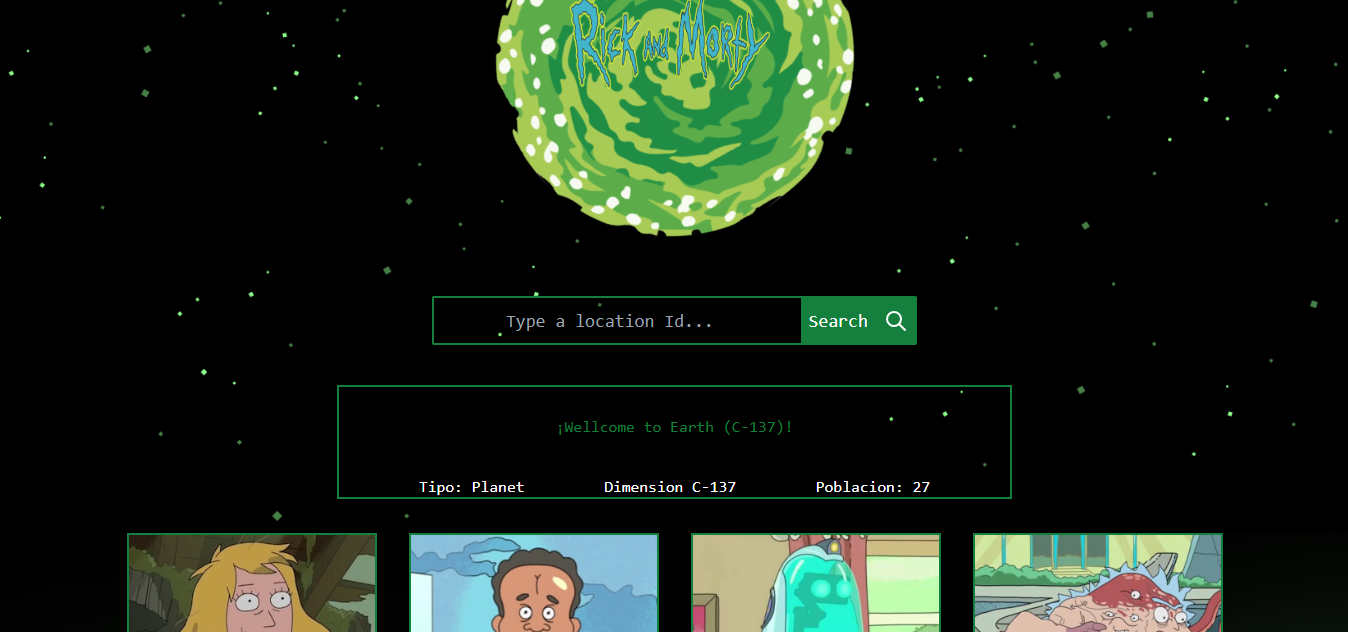 Rick and Morty
Type a location Id...
Search
¡Wellcome to Earth (C-137)!
Tipo: Planet
Dimension C-137
Poblacion: 27